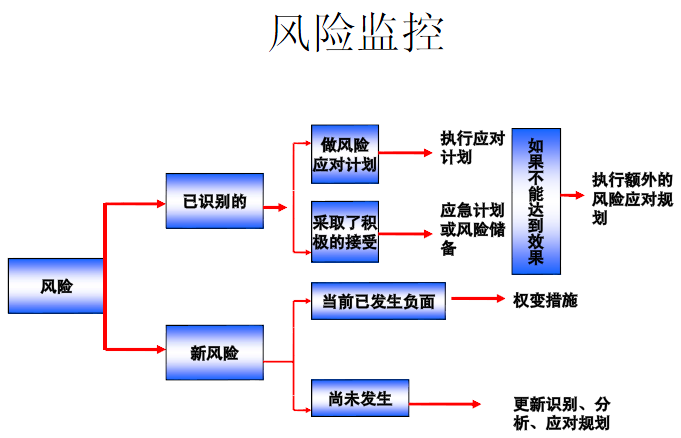 风险监控
做风险
应对计划
执行应对
计划
如果不能达到效果
执行额外的
风险应对规
划
已识别的
采取了积
极的接受
应急计划
或风险储
备
风险
当前已发生负面
权变措施
新风险
尚未发生
更新识别、分
析、应对规划